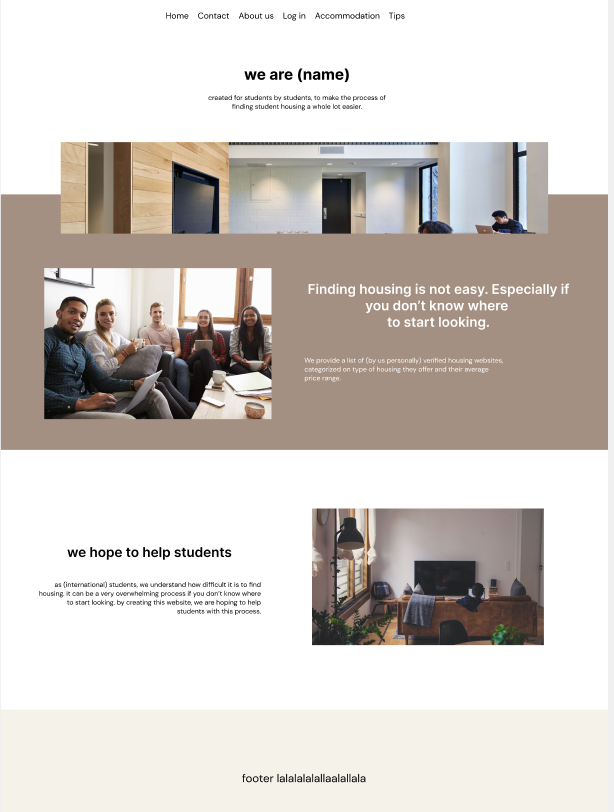 Home Contact About us Log in Accommodation Tips
we are (name)
created for students by students, to make the process of
finding student housing a whole lot easier.
Finding housing is not easy. Especially if
you don't know where
to start looking.
We provide a list of (by us personally) verified housing websites,
categorized on type of housing they offer and their average
price range.
we hope to help students
as (international) students, we understand how difficult it is to find
housing. it can be a very overwhelming process if you don't know where
to start looking. by creating this website, we are hoping to help
students with this process.
footer lalalalalallaalallala